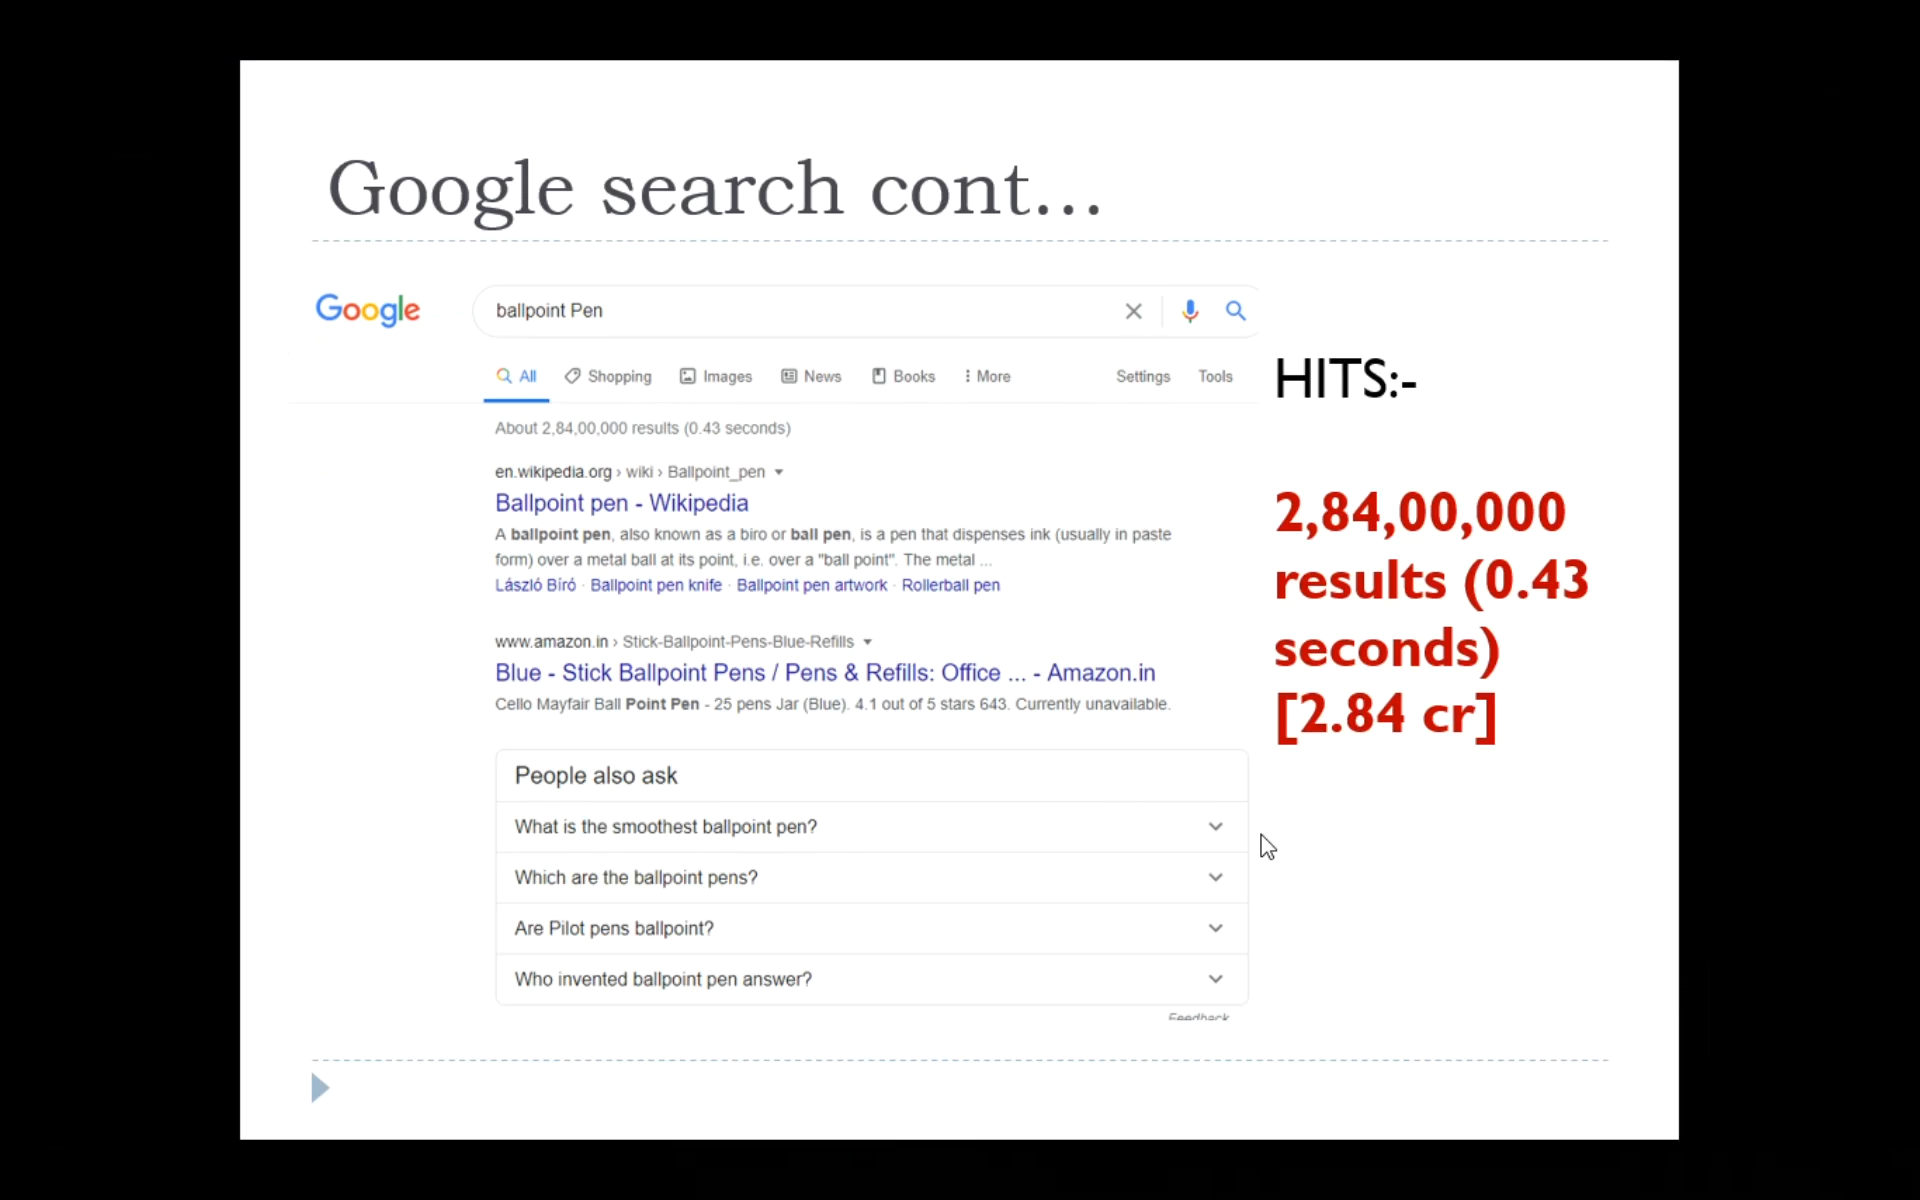 Google search cont...
Google
ballpoint Pen
All Shopping Images News Books More Settings Tools
About 2,84,00,000 results (0.43 seconds)
en.wikipedia.org › wiki › Ballpoint_pen
Ballpoint pen - Wikipedia
A ballpoint pen, also known as a biro or ball pen, is a pen that dispenses ink (usually in paste
form) over a metal ball at its point, i.e. over a "ball point". The metal ...
László Bíró · Ballpoint pen knife · Ballpoint pen artwork · Rollerball pen
www.amazon.in › Stick-Ballpoint-Pens-Blue-Refills
Blue - Stick Ballpoint Pens / Pens & Refills: Office ... - Amazon.in
Cello Mayfair Ball Point Pen - 25 pens Jar (Blue). 4.1 out of 5 stars 643. Currently unavailable.
People also ask
What is the smoothest ballpoint pen?
Which are the ballpoint pens?
Are Pilot pens ballpoint?
Who invented ballpoint pen answer?
Feedback
HITS:-
2,84,00,000
results (0.43
seconds)
[2.84 cr]